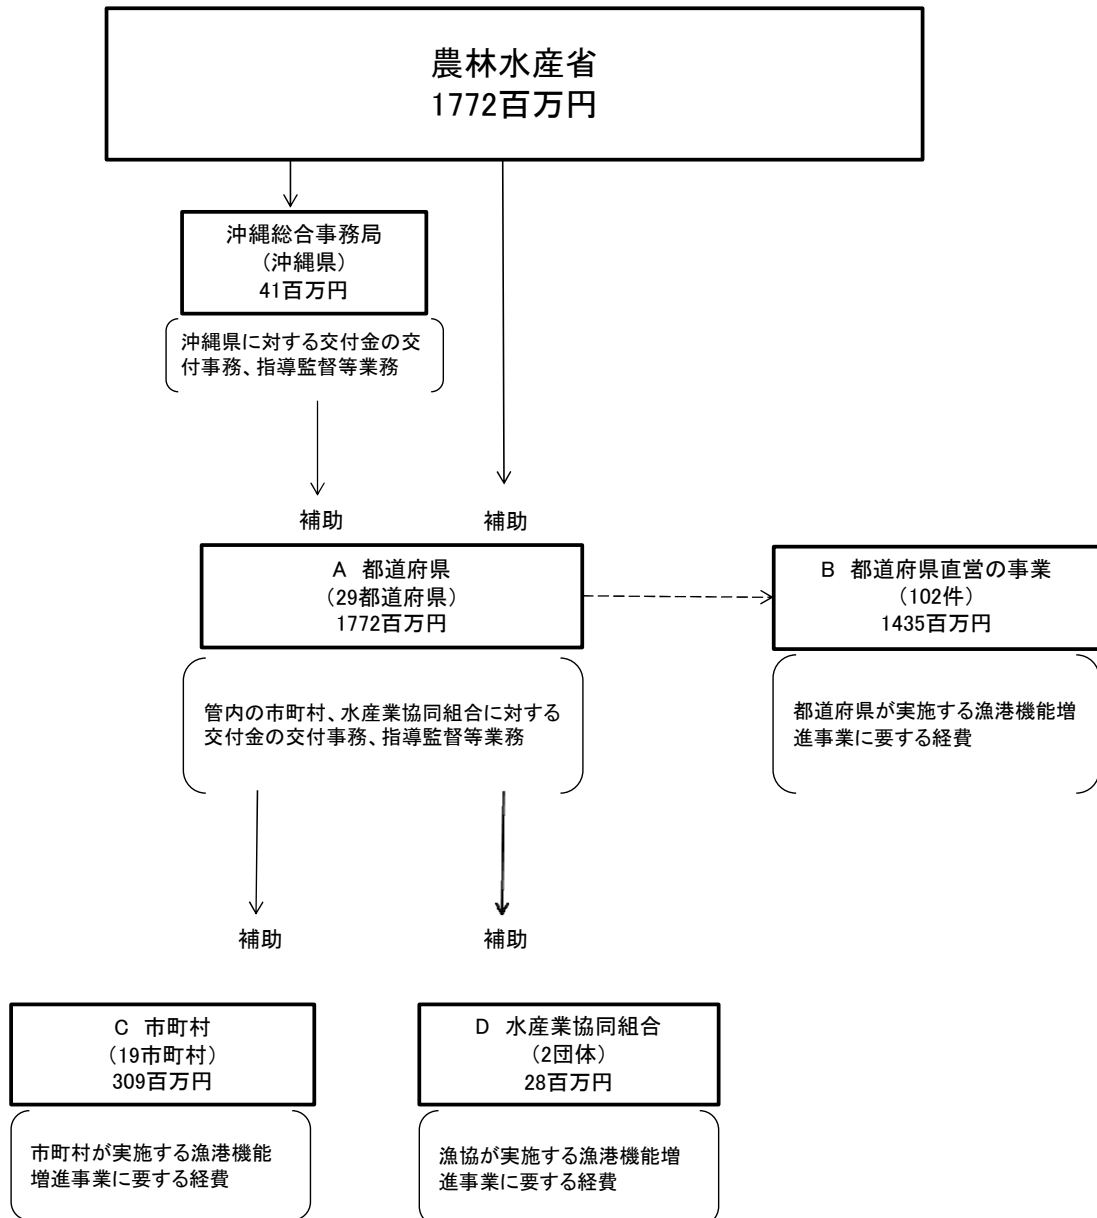 農林水産省
1772百万円
沖縄総合事務局
(沖縄県)
41百万円
沖縄県に対する交付金の交
付事務、指導監督等業務
補助
補助
A 都道府県
(29都道府県)
1772百万円
B 都道府県直営の事業
(102件)
1435百万円
管内の市町村、水産業協同組合に対する
交付金の交付事務、指導監督等業務
都道府県が実施する漁港機能増
進事業に要する経費
補助
補助
C 市町村
(19市町村)
309百万円
D 水産業協同組合
(2団体)
28百万円
市町村が実施する漁港機能
増進事業に要する経費
漁協が実施する漁港機能増
進事業に要する経費